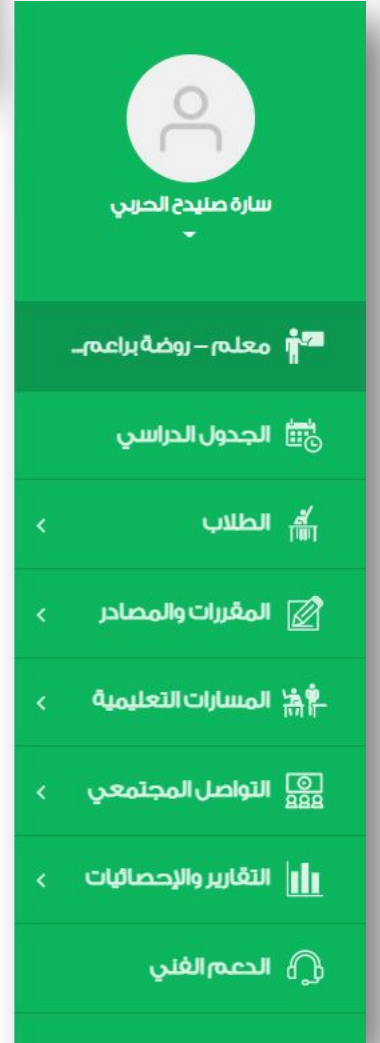 سارة صنيدح الحربي
معلم – روضة براعم...
الجدول الدراسي
الطلاب
المقررات والمصادر
المسارات التعليمية
التواصل المجتمعي
التقارير والإحصائيات
الدعم الفني